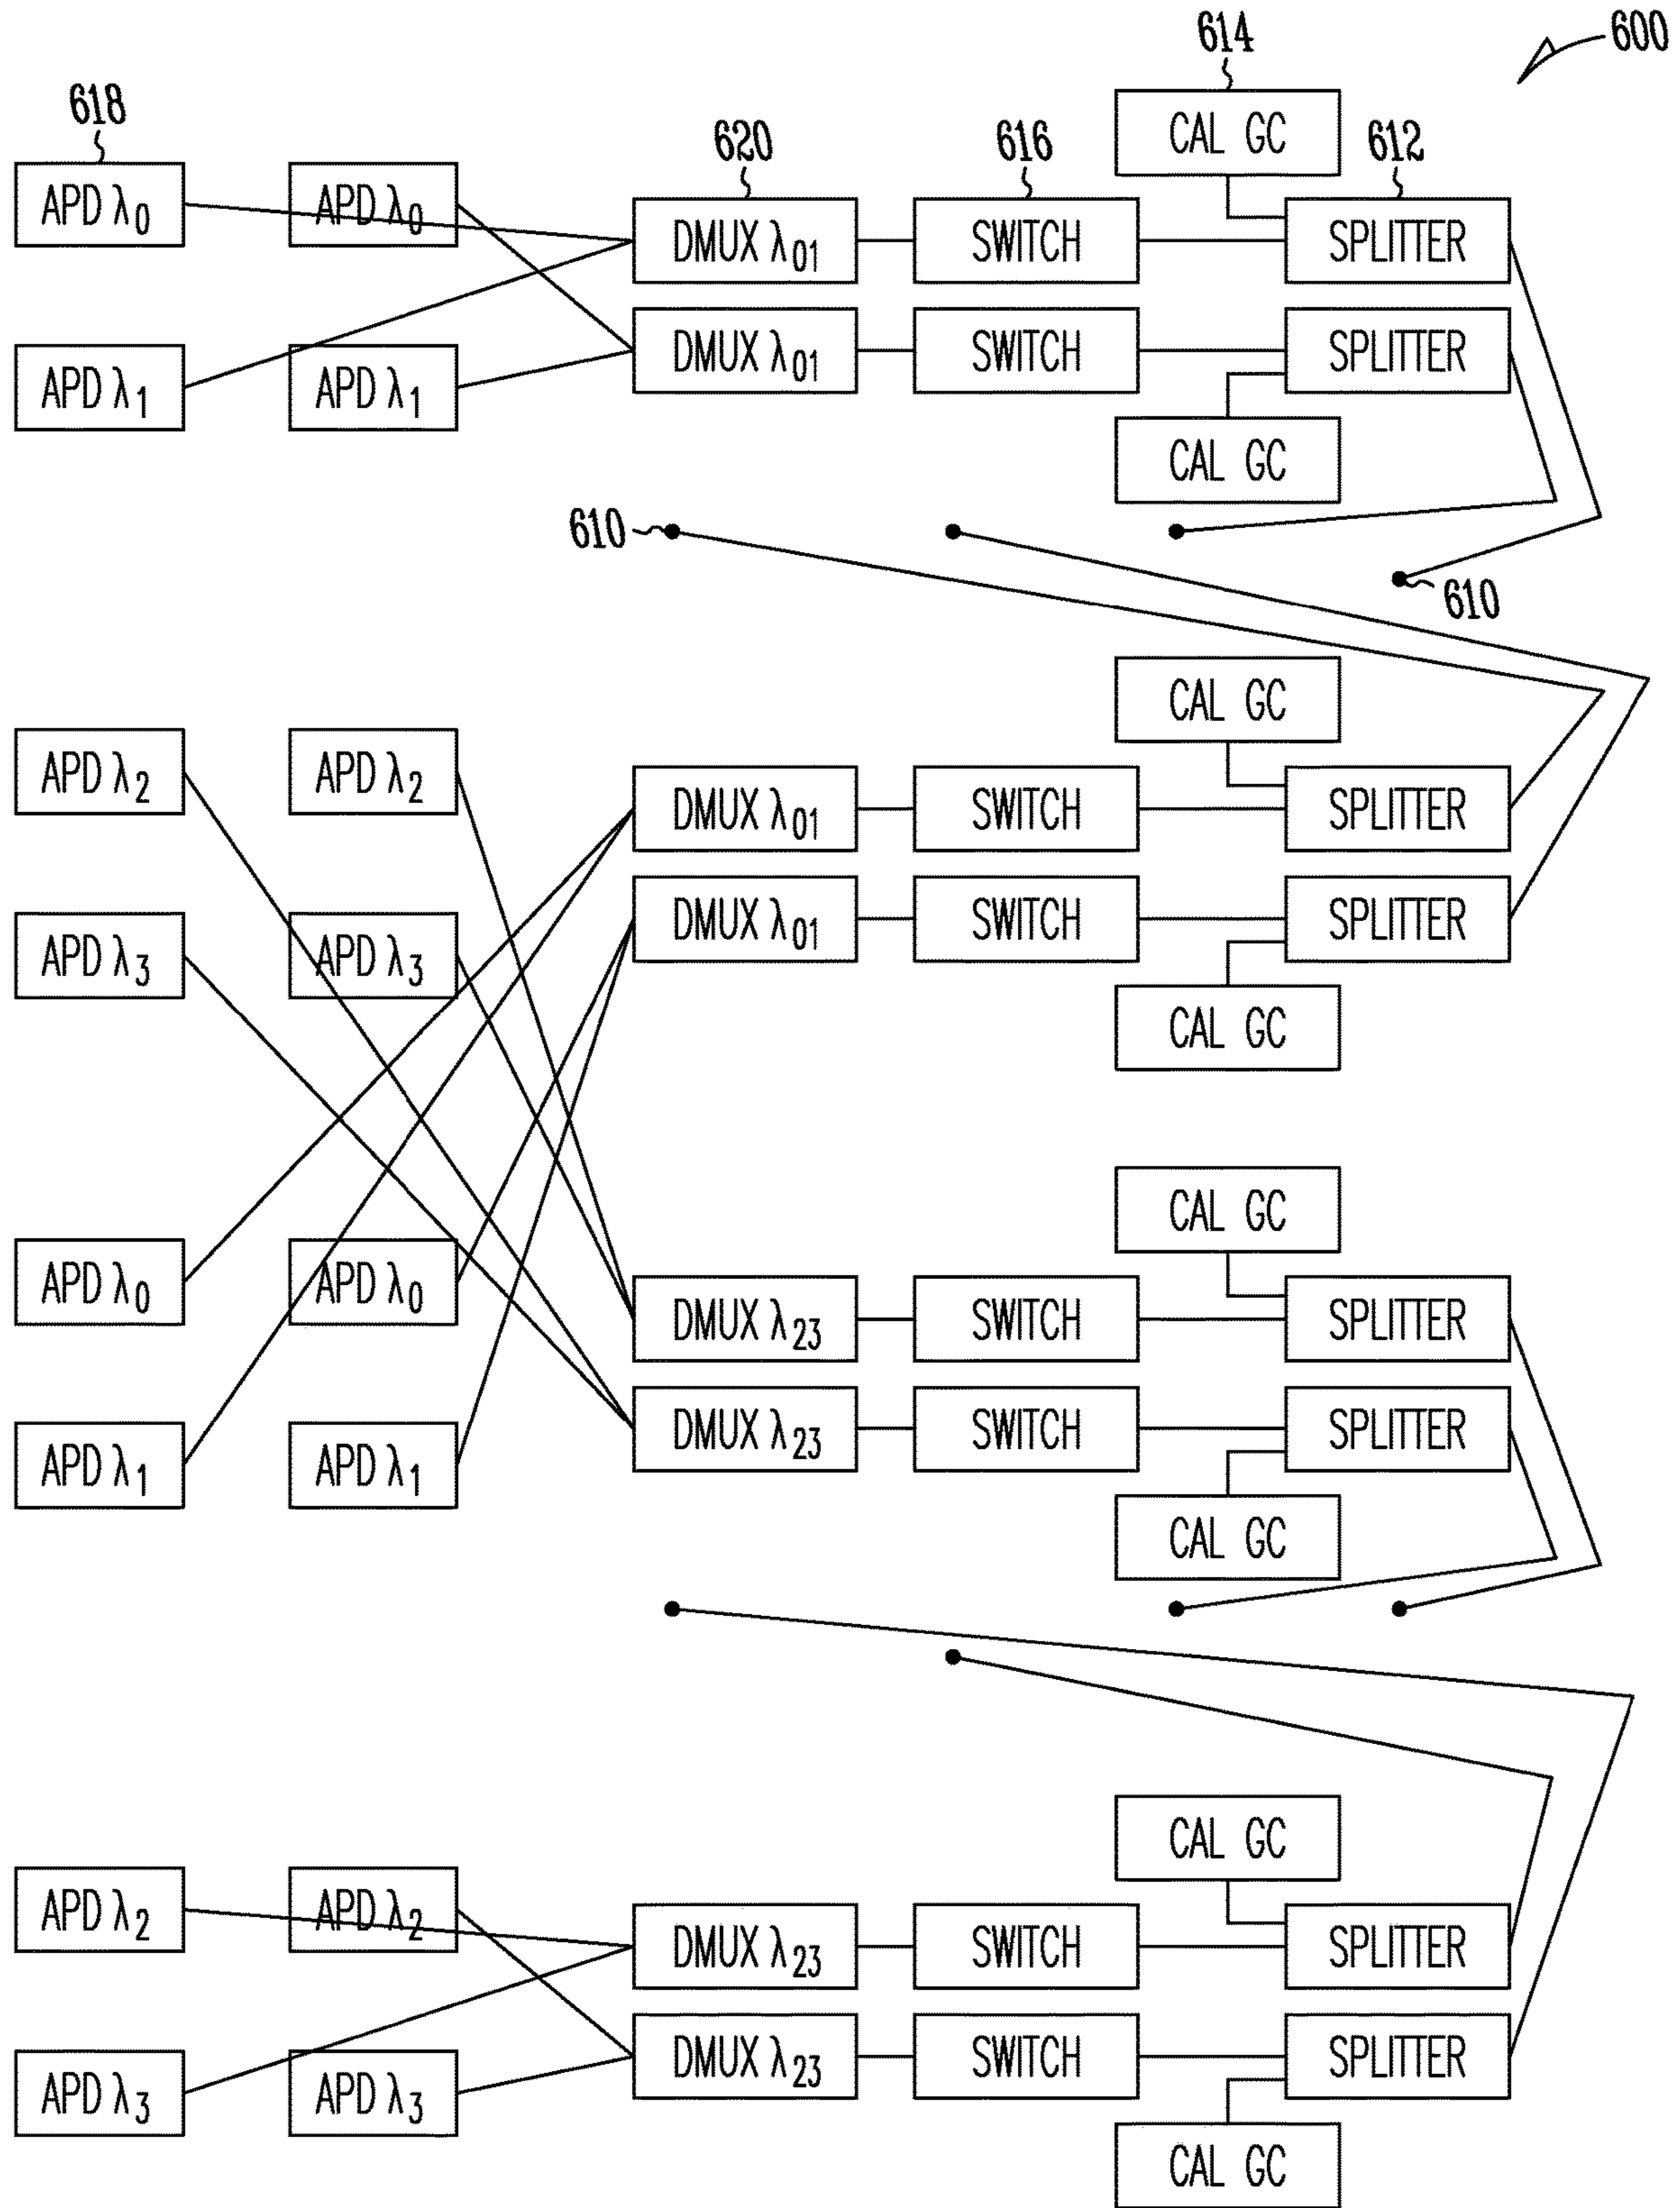 600
614
618
CAL GC
620
616
612
APD λ0
APD λ0
DMUX λ01
SWITCH
SPLITTER
DMUX λ01
SWITCH
SPLITTER
APD λ1
APD λ1
CAL GC
610
610
CAL GC
APD λ2
APD λ2
DMUX λ01
SWITCH
SPLITTER
DMUX λ01
SWITCH
SPLITTER
APD λ3
APD λ3
CAL GC
CAL GC
APD λ0
APD λ0
DMUX λ23
SWITCH
SPLITTER
DMUX λ23
SWITCH
SPLITTER
APD λ1
APD λ1
CAL GC
CAL GC
APD λ2
APD λ2
DMUX λ23
SWITCH
SPLITTER
DMUX λ23
SWITCH
SPLITTER
APD λ3
APD λ3
CAL GC